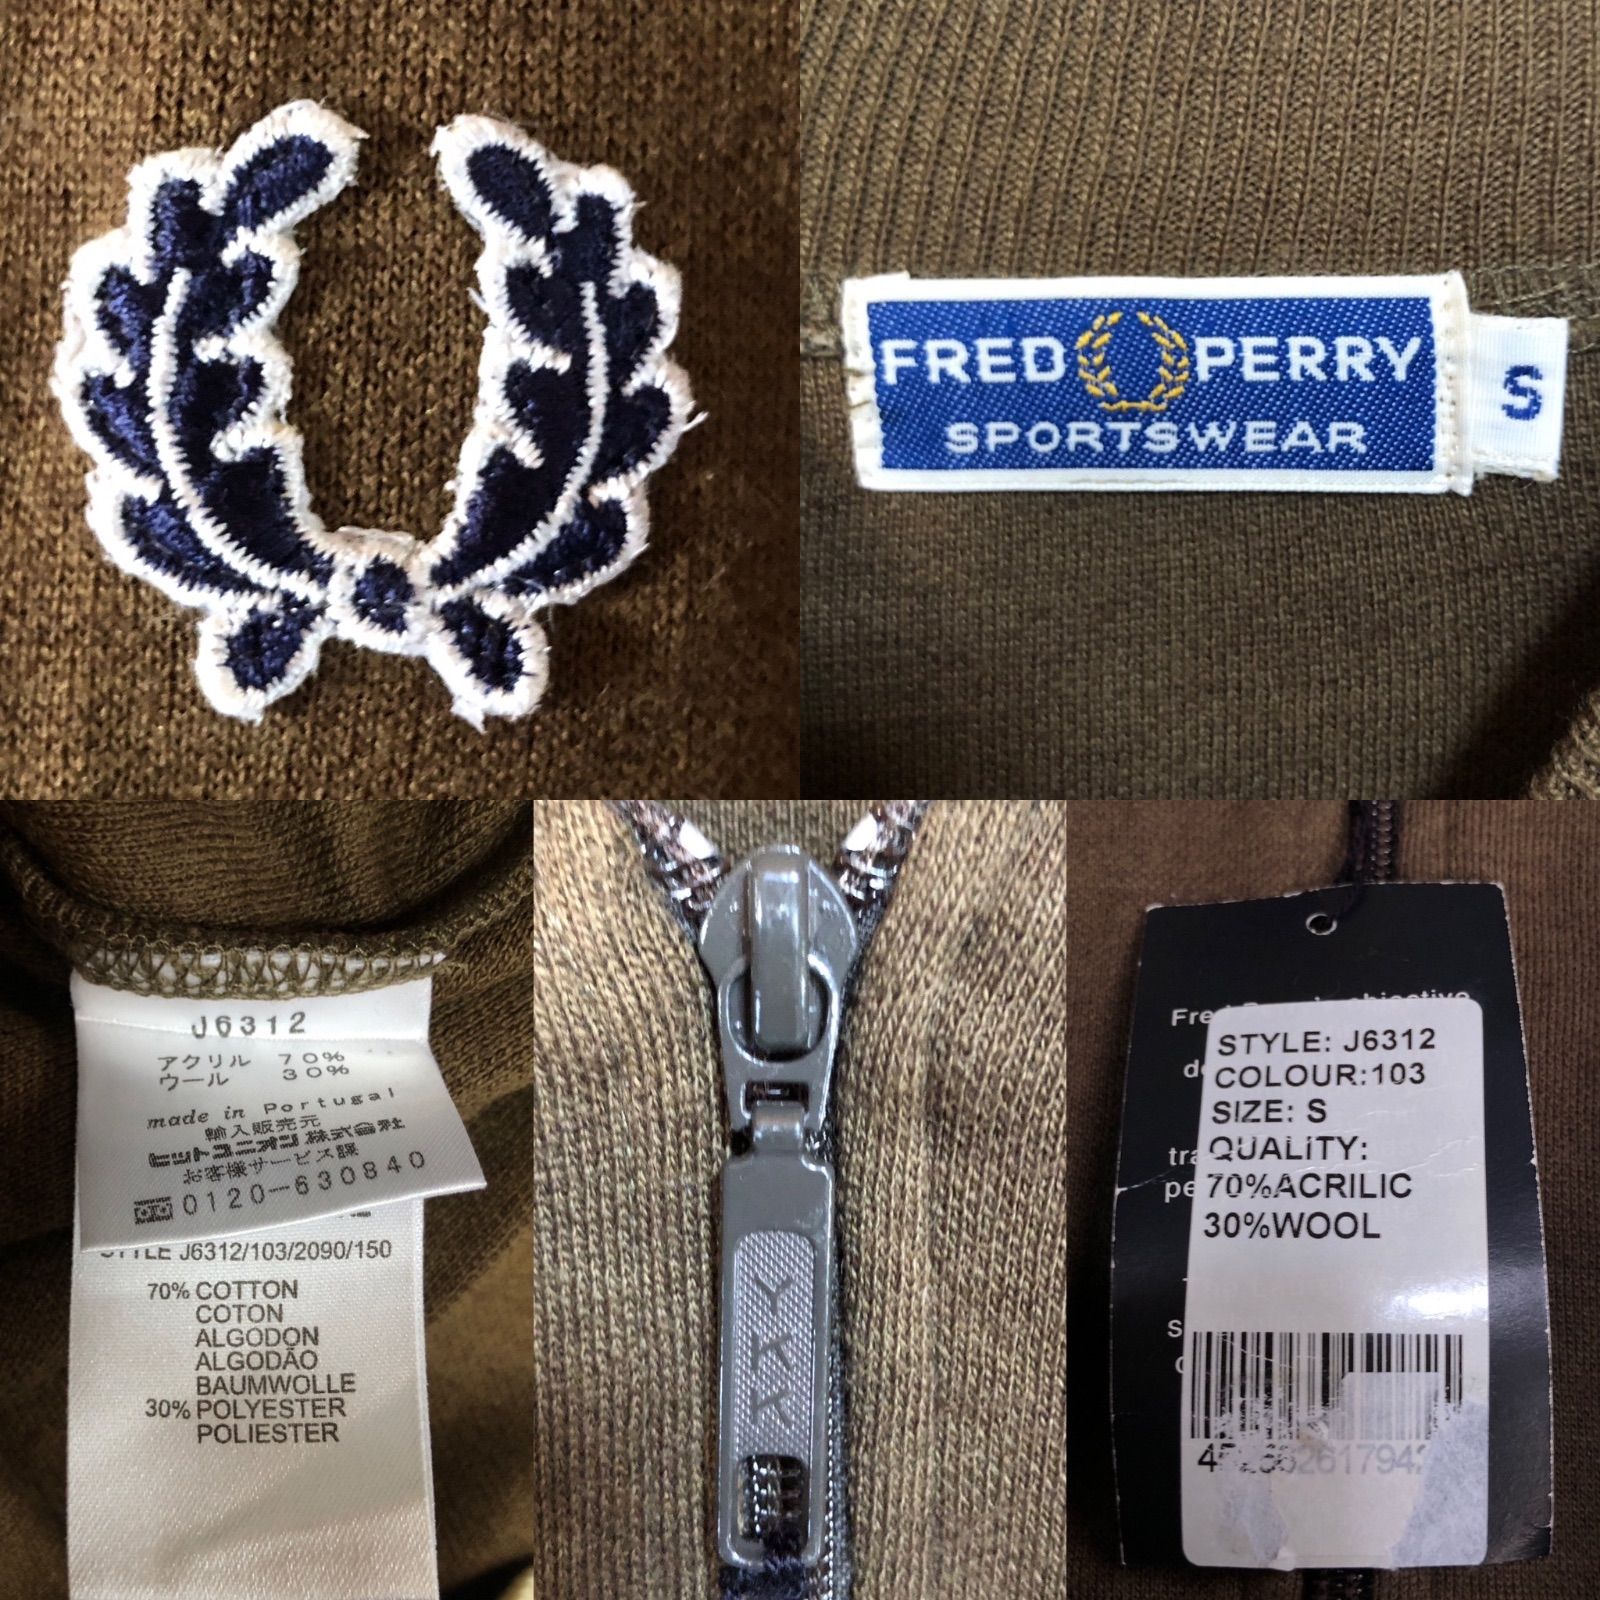 FRED PERRY
SPORTSWEAR
S
J6312
アクリル 70%
ウール 30%
made in Portugal
輸入販売元
ヒットユニオン株式会社
お客様サービス課
0120-630840
STYLE J6312/103/2090/150
70% COTTON
COTON
ALGODON
ALGODÃO
BAUMWOLLE
30% POLYESTER
POLIESTER
YKK
STYLE: J6312
COLOUR:103
SIZE: S
QUALITY:
70%ACRILIC
30%WOOL